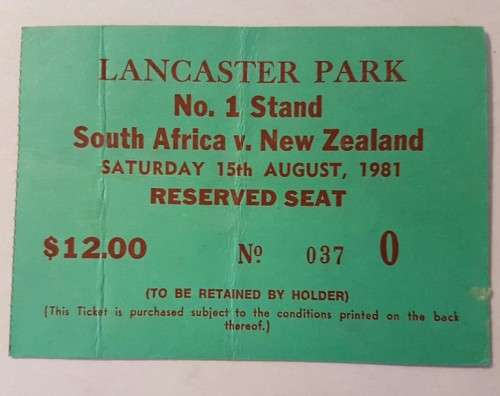 LANCASTER PARK
No. 1 Stand
South Africa v. New Zealand
SATURDAY 15th AUGUST, 1981
RESERVED SEAT
$12.00 Nº 037 O
(TO BE RETAINED BY HOLDER)
(This Ticket is purchased subject to the conditions printed on the back
thereof.)